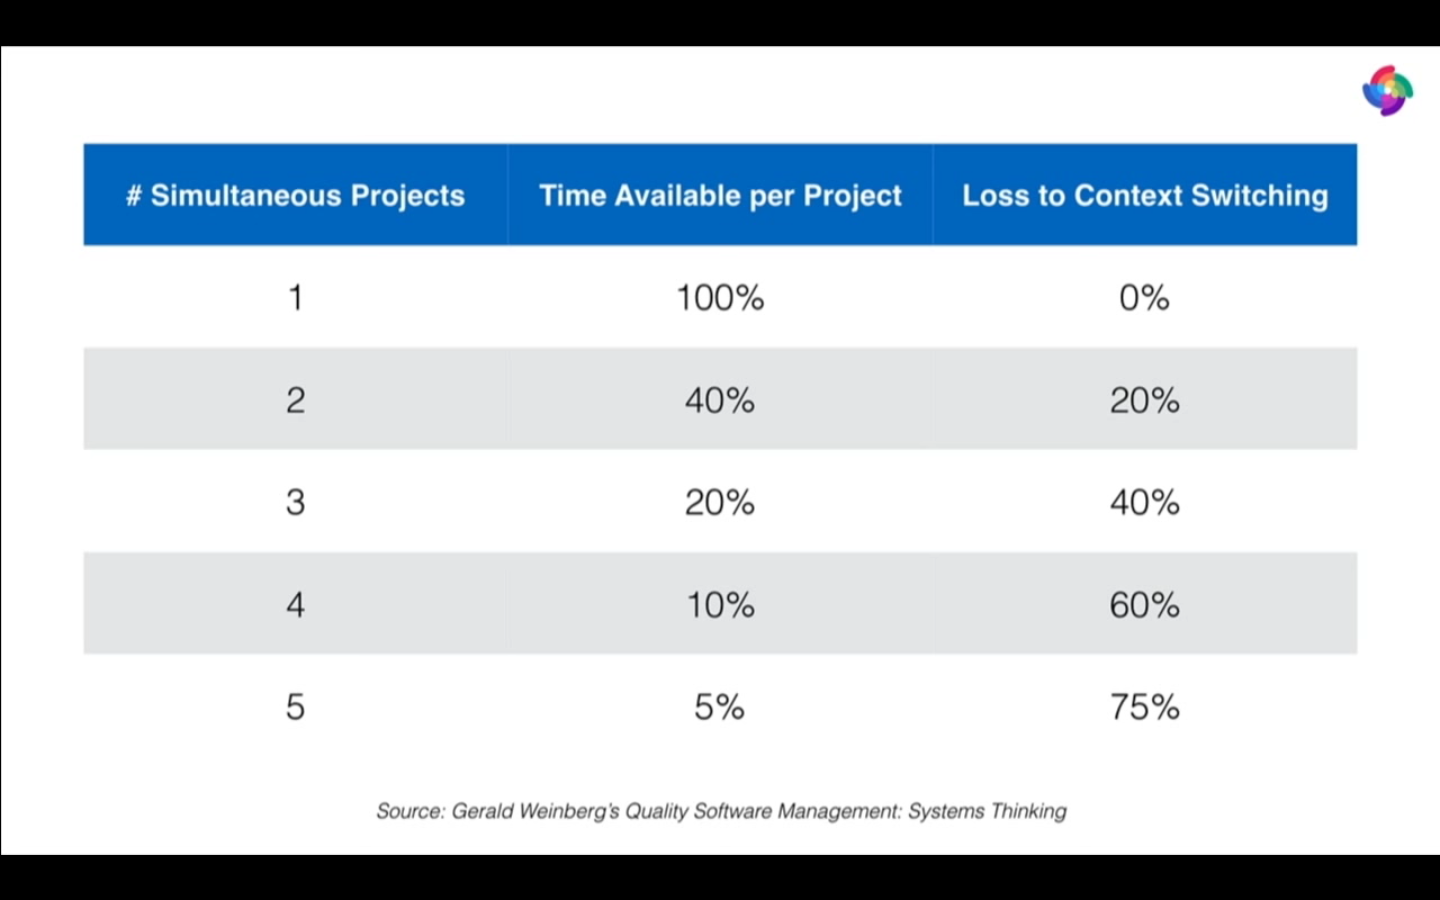 # Simultaneous Projects Time Available per Project Loss to Context Switching
1 100% 0%
2 40% 20%
3 20% 40%
4 10% 60%
5 5% 75%
Source: Gerald Weinberg's Quality Software Management: Systems Thinking